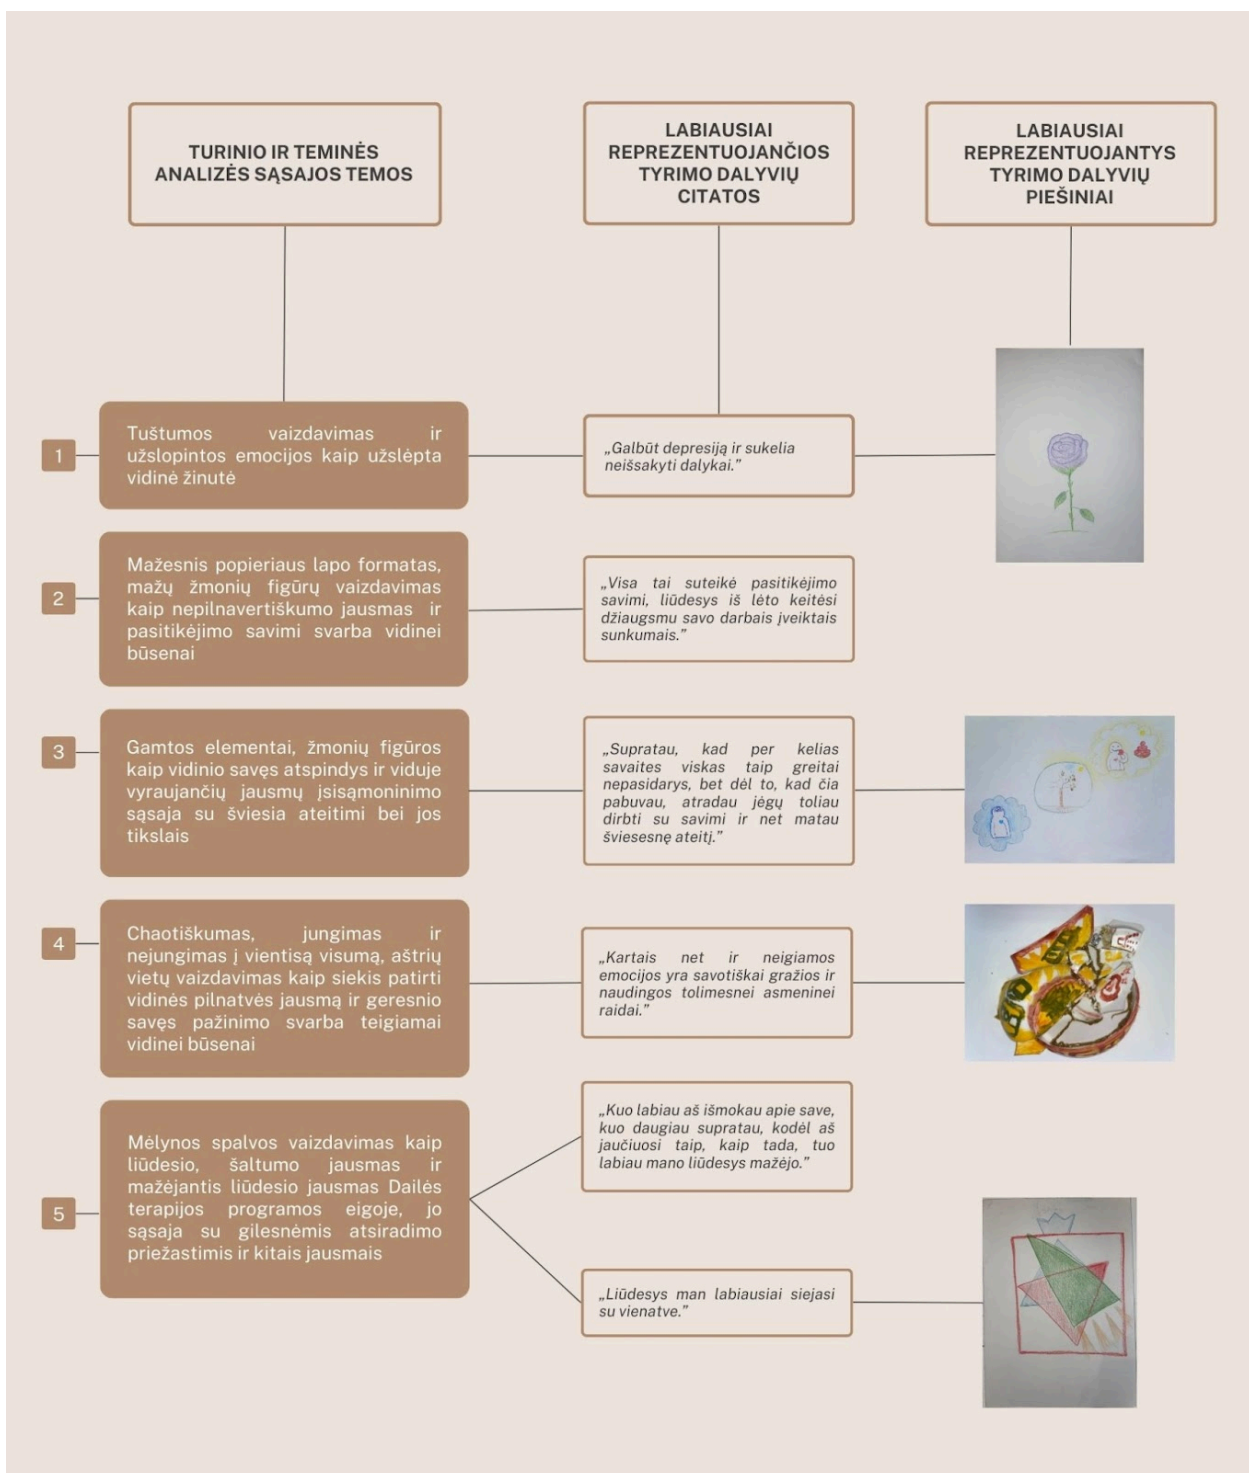 TURINIO IR TEMINĖS
ANALIZĖS SĄSAJOS TEMOS
LABIAUSIAI
REPREZENTUOJANČIOS
TYRIMO DALYVIŲ
CITATOS
LABIAUSIAI
REPREZENTUOJANTYS
TYRIMO DALYVIŲ
PIEŠINIAI
1
Tuštumos vaizdavimas ir
užslopintos emocijos kaip užslėpta
vidinė žinutė
„Galbūt depresiją ir sukelia
neišsakyti dalykai.”
2
Mažesnis popieriaus lapo formatas,
mažų žmonių figūrų vaizdavimas
kaip nepilnavertiškumo jausmas ir
pasitikėjimo savimi svarba vidinei
būsenai
„Visa tai suteikė pasitikėjimo
savimi, liūdesys iš lėto keitėsi
džiaugsmu savo darbais įveiktais
sunkumais.”
3
Gamtos elementai, žmonių figūros
kaip vidinio savęs atspindys ir viduje
vyraujančių jausmų įsisąmoninimo
sąsaja su šviesia ateitimi bei jos
tikslais
„Supratau, kad per kelias
savaites viskas taip greitai
nepasidarys, bet dėl to, kad čia
pabuvau, atradau jėgų toliau
dirbti su savimi ir net matau
šviesesnę ateitį.”
4
Chaotiškumas, jungimas ir
nejungimas į vientisą visumą, aštrių
vietų vaizdavimas kaip siekis patirti
vidinės pilnatvės jausmą ir geresnio
savęs pažinimo svarba teigiamai
vidinei būsenai
„Kartais net ir neigiamos
emocijos yra savotiškai gražios ir
naudingos tolimesnei asmeninei
raidai.”
5
Mėlynos spalvos vaizdavimas kaip
liūdesio, šaltumo jausmas ir
mažėjantis liūdesio jausmas Dailės
terapijos programos eigoje, jo
sąsaja su gilesnėmis atsiradimo
priežastimis ir kitais jausmais
„Kuo labiau aš išmokau apie save,
kuo daugiau supratau, kodėl aš
jaučiuosi taip, kaip tada, tuo
labiau mano liūdesys mažėjo.”
„Liūdesys man labiausiai siejasi
su vienatve.”